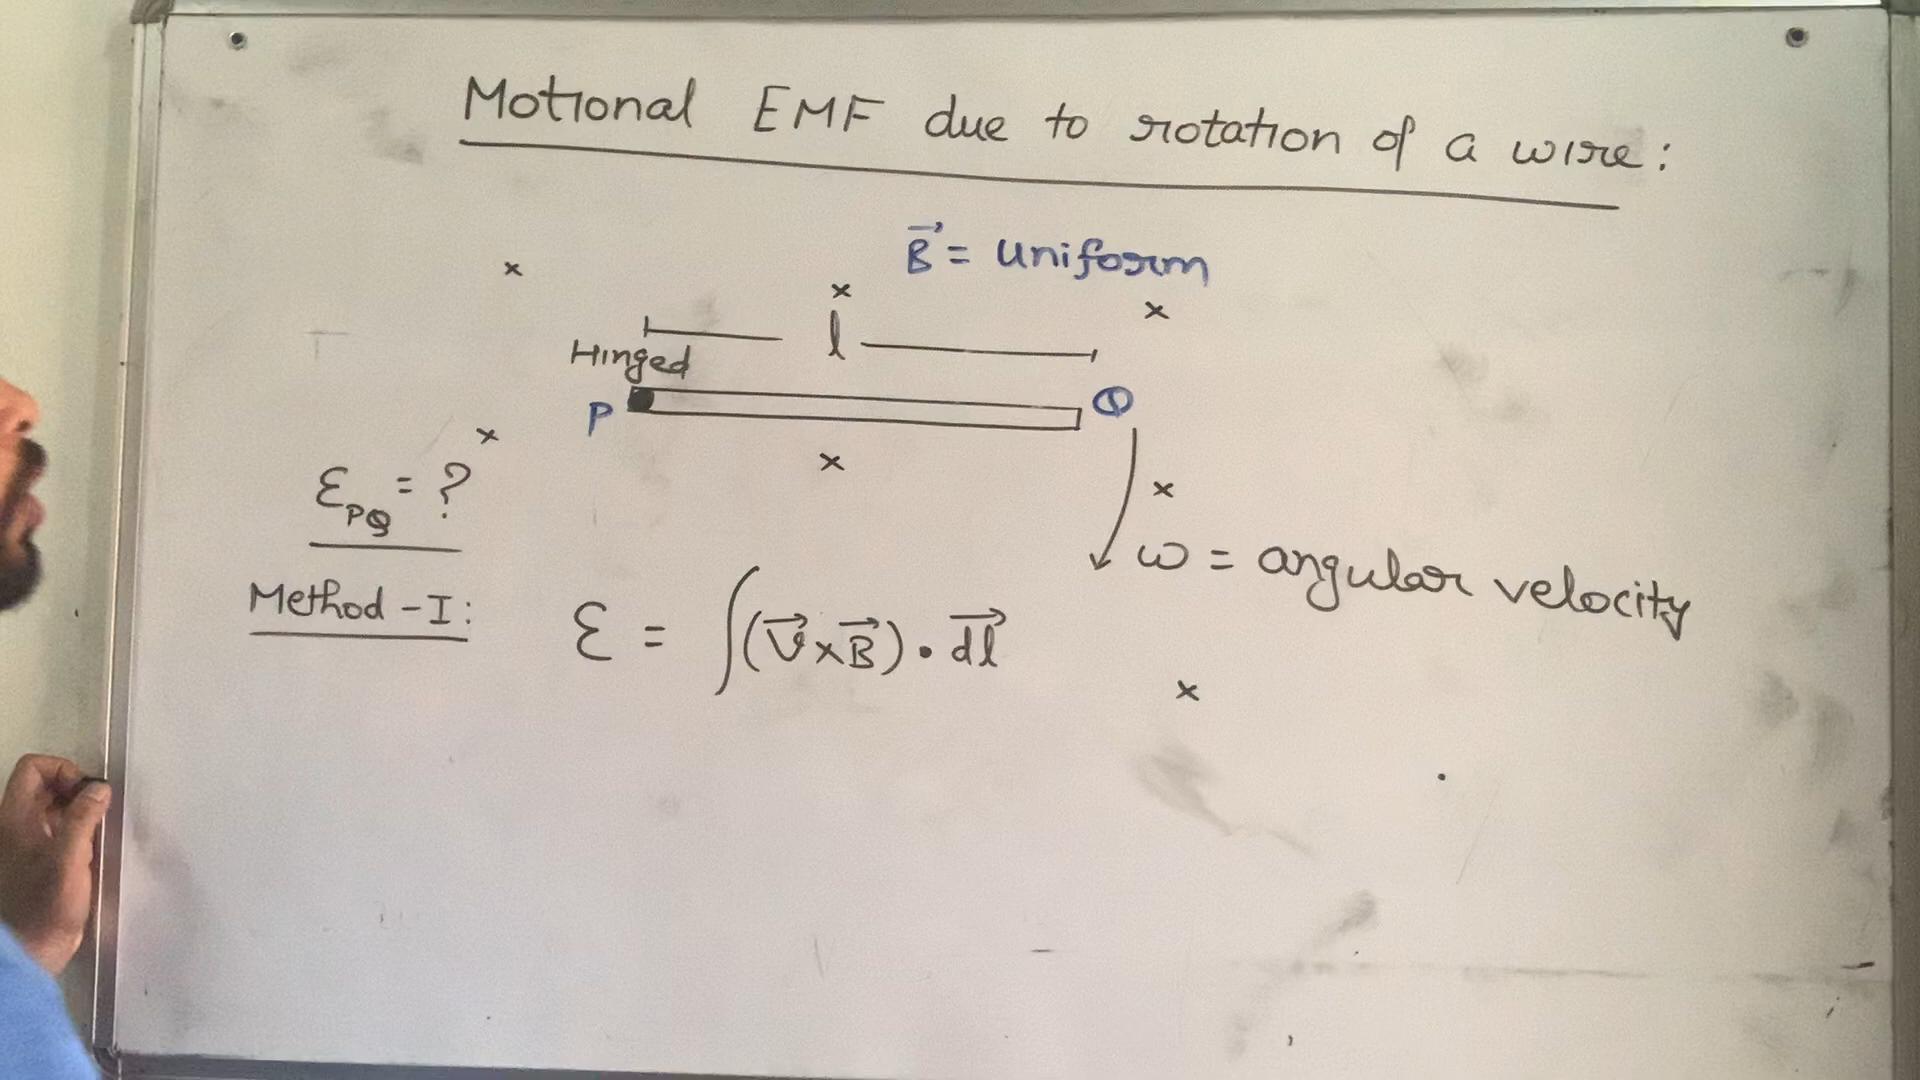 Motional EMF due to rotation of a wire:
B⃗ = uniform
x
x
x
l
Hinged
P
Q
x
x
x
ε_PQ = ?
ω = angular velocity
Method - I:
ε = ∫(v⃗ x B⃗) • dl⃗
x